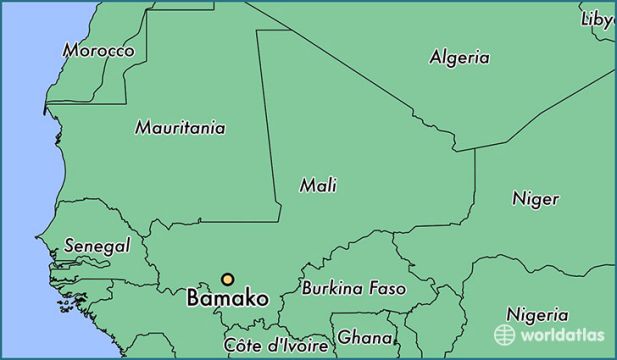 Libya
Morocco
Algeria
Mauritania
Mali
Niger
Senegal
Bamako
Burkina Faso
Nigeria
Côte d'Ivoire
Ghana
worldatlas